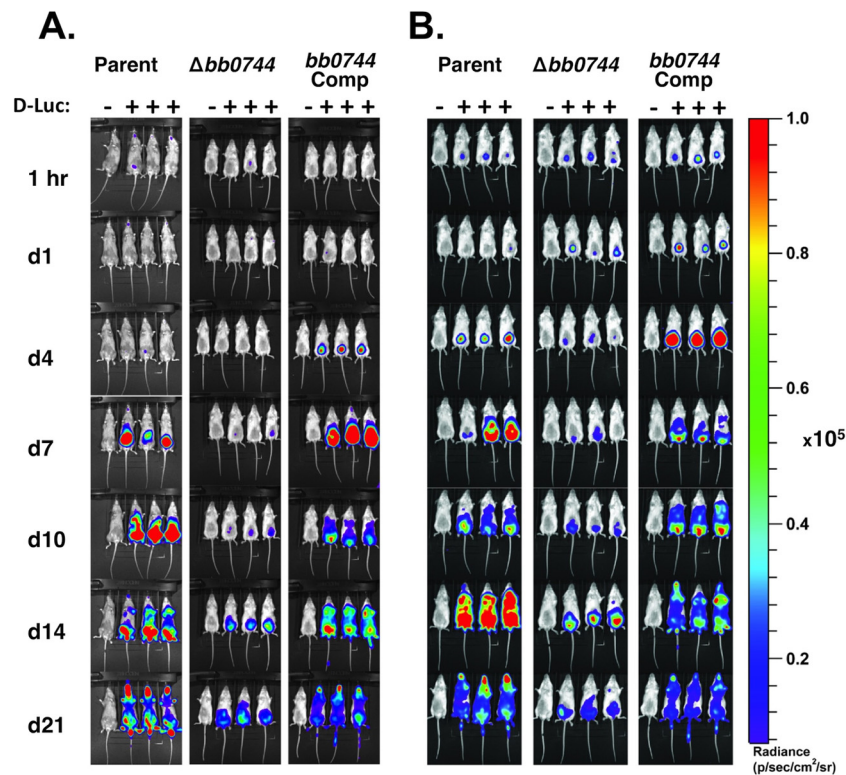 A. B.
Parent Δbb0744 bb0744 Comp Parent Δbb0744 bb0744 Comp
D-Luc: - + + + - + + + - + + + - + + + - + + + - + + +
1 hr
d1
d4
d7
d10
d14
d21
1.0
0.8
0.6
x10⁵
0.4
0.2
Radiance
(p/sec/cm²/sr)